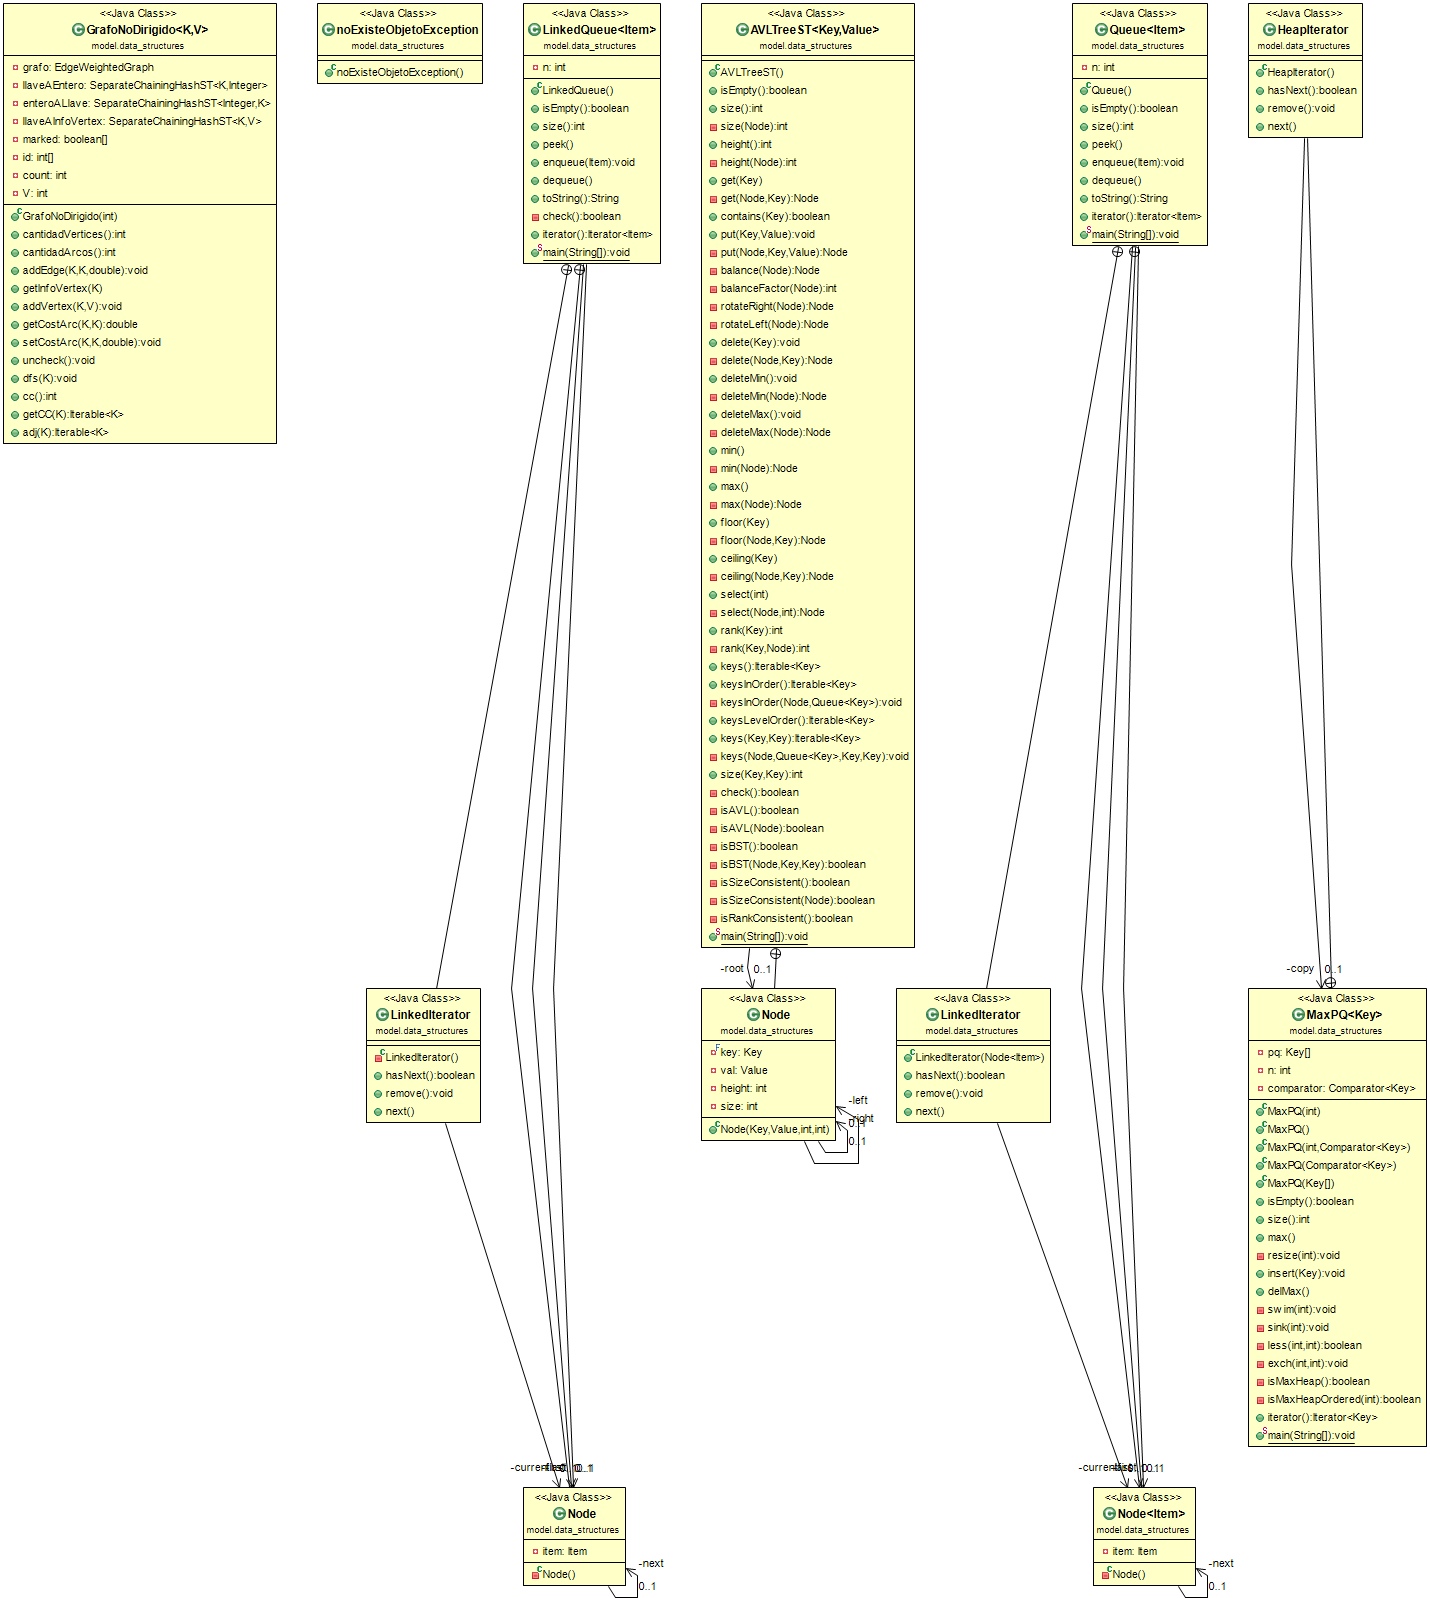 <<Java Class>>
GrafoNoDirigido<K,V>
model.data_structures
grafo: EdgeWeightedGraph
llaveAEntero: SeparateChainingHashST<K,Integer>
enteroALlave: SeparateChainingHashST<Integer,K>
llaveAInfoVertex: SeparateChainingHashST<K,V>
marked: boolean[]
id: int[]
count: int
V: int
GrafoNoDirigido(int)
cantidadVertices():int
cantidadArcos():int
addEdge(K,K,double):void
getInfoVertex(K)
addVertex(K,V):void
getCostArc(K,K):double
setCostArc(K,K,double):void
uncheck():void
dfs(K):void
cc():int
getCC(K):Iterable<K>
adj(K):Iterable<K>
<<Java Class>>
noExisteObjetoException
model.data_structures
noExisteObjetoException()
<<Java Class>>
LinkedQueue<Item>
model.data_structures
n: int
LinkedQueue()
isEmpty():boolean
size():int
peek()
enqueue(Item):void
dequeue()
toString():String
check():boolean
iterator():Iterator<Item>
main(String[]):void
<<Java Class>>
AVLTreeST<Key,Value>
model.data_structures
AVLTreeST()
isEmpty():boolean
size():int
size(Node):int
height():int
height(Node):int
get(Key)
get(Node,Key):Node
contains(Key):boolean
put(Key,Value):void
put(Node,Key,Value):Node
balance(Node):Node
balanceFactor(Node):int
rotateRight(Node):Node
rotateLeft(Node):Node
delete(Key):void
delete(Node,Key):Node
deleteMin():void
deleteMin(Node):Node
deleteMax():void
deleteMax(Node):Node
min()
min(Node):Node
max()
max(Node):Node
floor(Key)
floor(Node,Key):Node
ceiling(Key)
ceiling(Node,Key):Node
select(int)
select(Node,int):Node
rank(Key):int
rank(Key,Node):int
keys():Iterable<Key>
keysInOrder():Iterable<Key>
keysInOrder(Node,Queue<Key>):void
keysLevelOrder():Iterable<Key>
keys(Key,Key):Iterable<Key>
keys(Node,Queue<Key>,Key,Key):void
size(Key,Key):int
check():boolean
isAVL():boolean
isAVL(Node):boolean
isBST():boolean
isBST(Node,Key,Key):boolean
isSizeConsistent():boolean
isSizeConsistent(Node):boolean
isRankConsistent():boolean
main(String[]):void
<<Java Class>>
Queue<Item>
model.data_structures
n: int
Queue()
isEmpty():boolean
size():int
peek()
enqueue(Item):void
dequeue()
toString():String
iterator():Iterator<Item>
main(String[]):void
<<Java Class>>
HeapIterator
model.data_structures
HeapIterator()
hasNext():boolean
remove():void
next()
-root 0..1
-copy 0..1
<<Java Class>>
LinkedIterator
model.data_structures
LinkedIterator()
hasNext():boolean
remove():void
next()
<<Java Class>>
Node
model.data_structures
key: Key
val: Value
height: int
size: int
Node(Key,Value,int,int)
-left
right
0..1
<<Java Class>>
LinkedIterator
model.data_structures
LinkedIterator(Node<Item>)
hasNext():boolean
remove():void
next()
<<Java Class>>
MaxPQ<Key>
model.data_structures
pq: Key[]
n: int
comparator: Comparator<Key>
MaxPQ(int)
MaxPQ()
MaxPQ(int,Comparator<Key>)
MaxPQ(Comparator<Key>)
MaxPQ(Key[])
isEmpty():boolean
size():int
max()
resize(int):void
insert(Key):void
delMax()
swim(int):void
sink(int):void
less(int,int):boolean
exch(int,int):void
isMaxHeap():boolean
isMaxHeapOrdered(int):boolean
iterator():Iterator<Key>
main(String[]):void
<<Java Class>>
Node
model.data_structures
item: Item
Node()
-next
0..1
<<Java Class>>
Node<Item>
model.data_structures
item: Item
Node()
-next
0..1